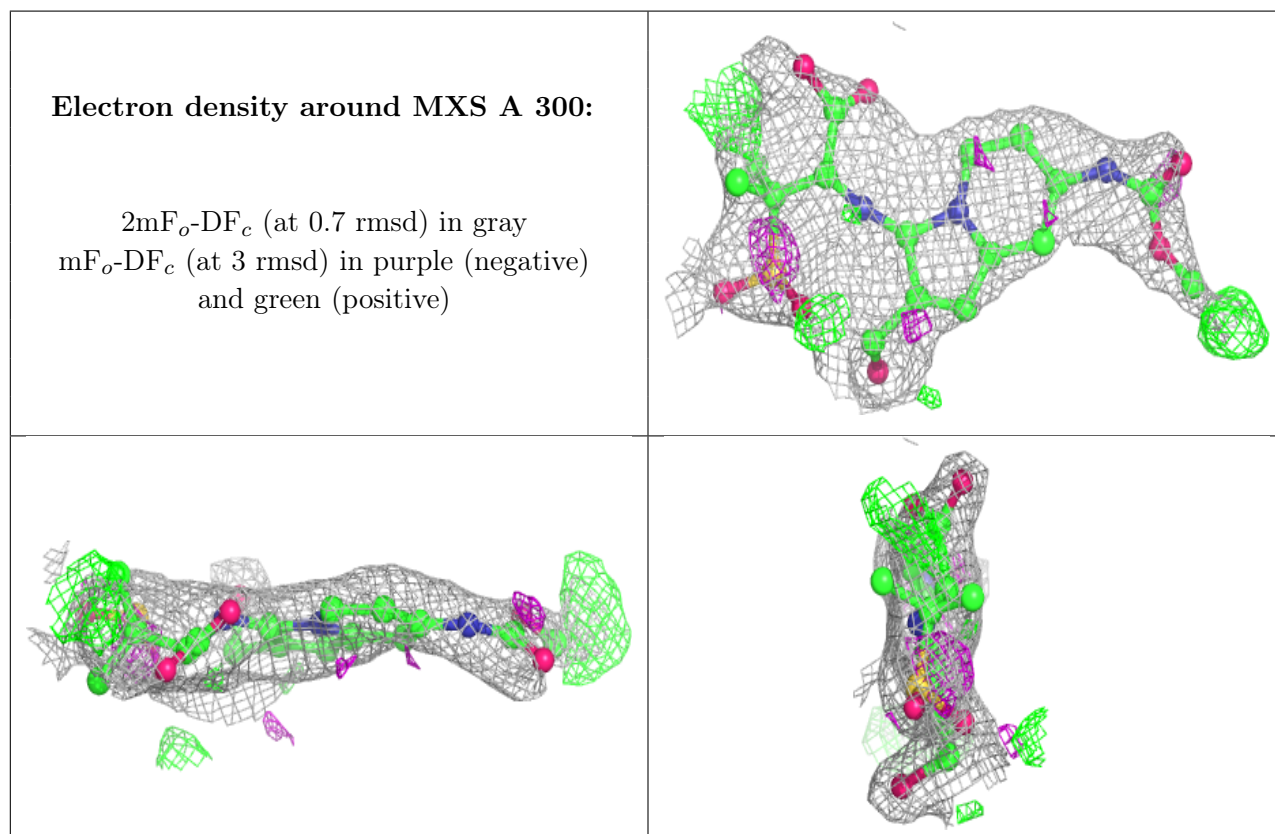 Electron density around MXS A 300:
2mFₒ-DF𝑐 (at 0.7 rmsd) in gray
mFₒ-DF𝑐 (at 3 rmsd) in purple (negative)
and green (positive)